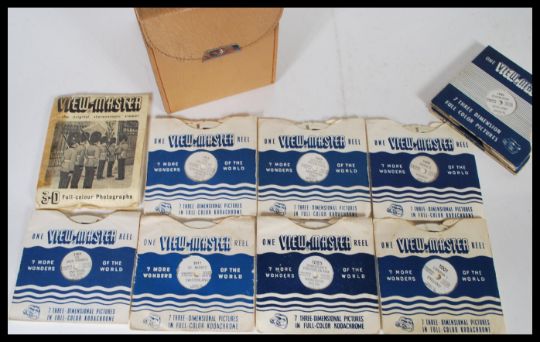 VIEW-MASTER
the original stereoscopic viewer
3-D Full-colour Photographs
ONE VIEW-MASTER REEL
7 MORE WONDERS OF THE WORLD
7 THREE-DIMENSIONAL PICTURES
IN FULL-COLOR KODACHROME
ONE VIEW-MASTER REEL
7 MORE WONDERS OF THE WORLD
7 THREE-DIMENSIONAL PICTURES
IN FULL-COLOR KODACHROME
ONE VIEW-MASTER REEL
7 MORE WONDERS OF THE WORLD
7 THREE-DIMENSIONAL PICTURES
IN FULL-COLOR KODACHROME
ONE VIEW-MASTER
7 THREE DIMENSION
FULL COLOR PICTURES
ONE VIEW-MASTER REEL
7 MORE WONDERS OF THE WORLD
7 THREE-DIMENSIONAL PICTURES
IN FULL-COLOR KODACHROME
ONE VIEW-MASTER REEL
7 MORE WONDERS OF THE WORLD
7 THREE-DIMENSIONAL PICTURES
IN FULL-COLOR KODACHROME
ONE VIEW-MASTER REEL
7 MORE WONDERS OF THE WORLD
7 THREE-DIMENSIONAL PICTURES
IN FULL-COLOR KODACHROME
ONE VIEW-MASTER REEL
7 MORE WONDERS OF THE WORLD
7 THREE-DIMENSIONAL PICTURES
IN FULL-COLOR KODACHROME